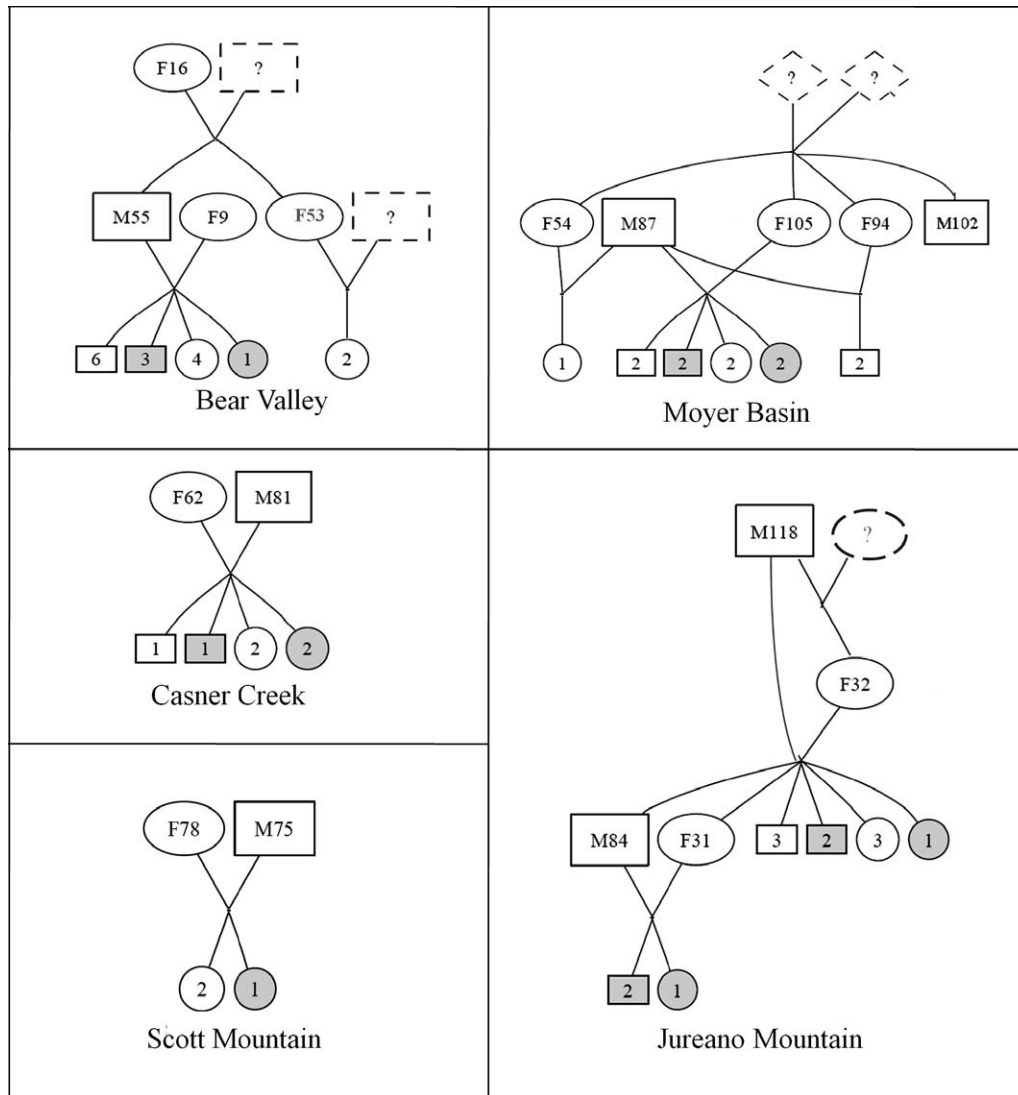 F16 ?
M55 F9 F53 ?
6 3 4 1 2
Bear Valley
? ?
F54 M87 F105 F94 M102
1 2 2 2 2 2
Moyer Basin
F62 M81
1 1 2 2
Casner Creek
F78 M75
2 1
Scott Mountain
M118 ?
F32
M84 F31 3 2 3 1
2 1
Jureano Mountain